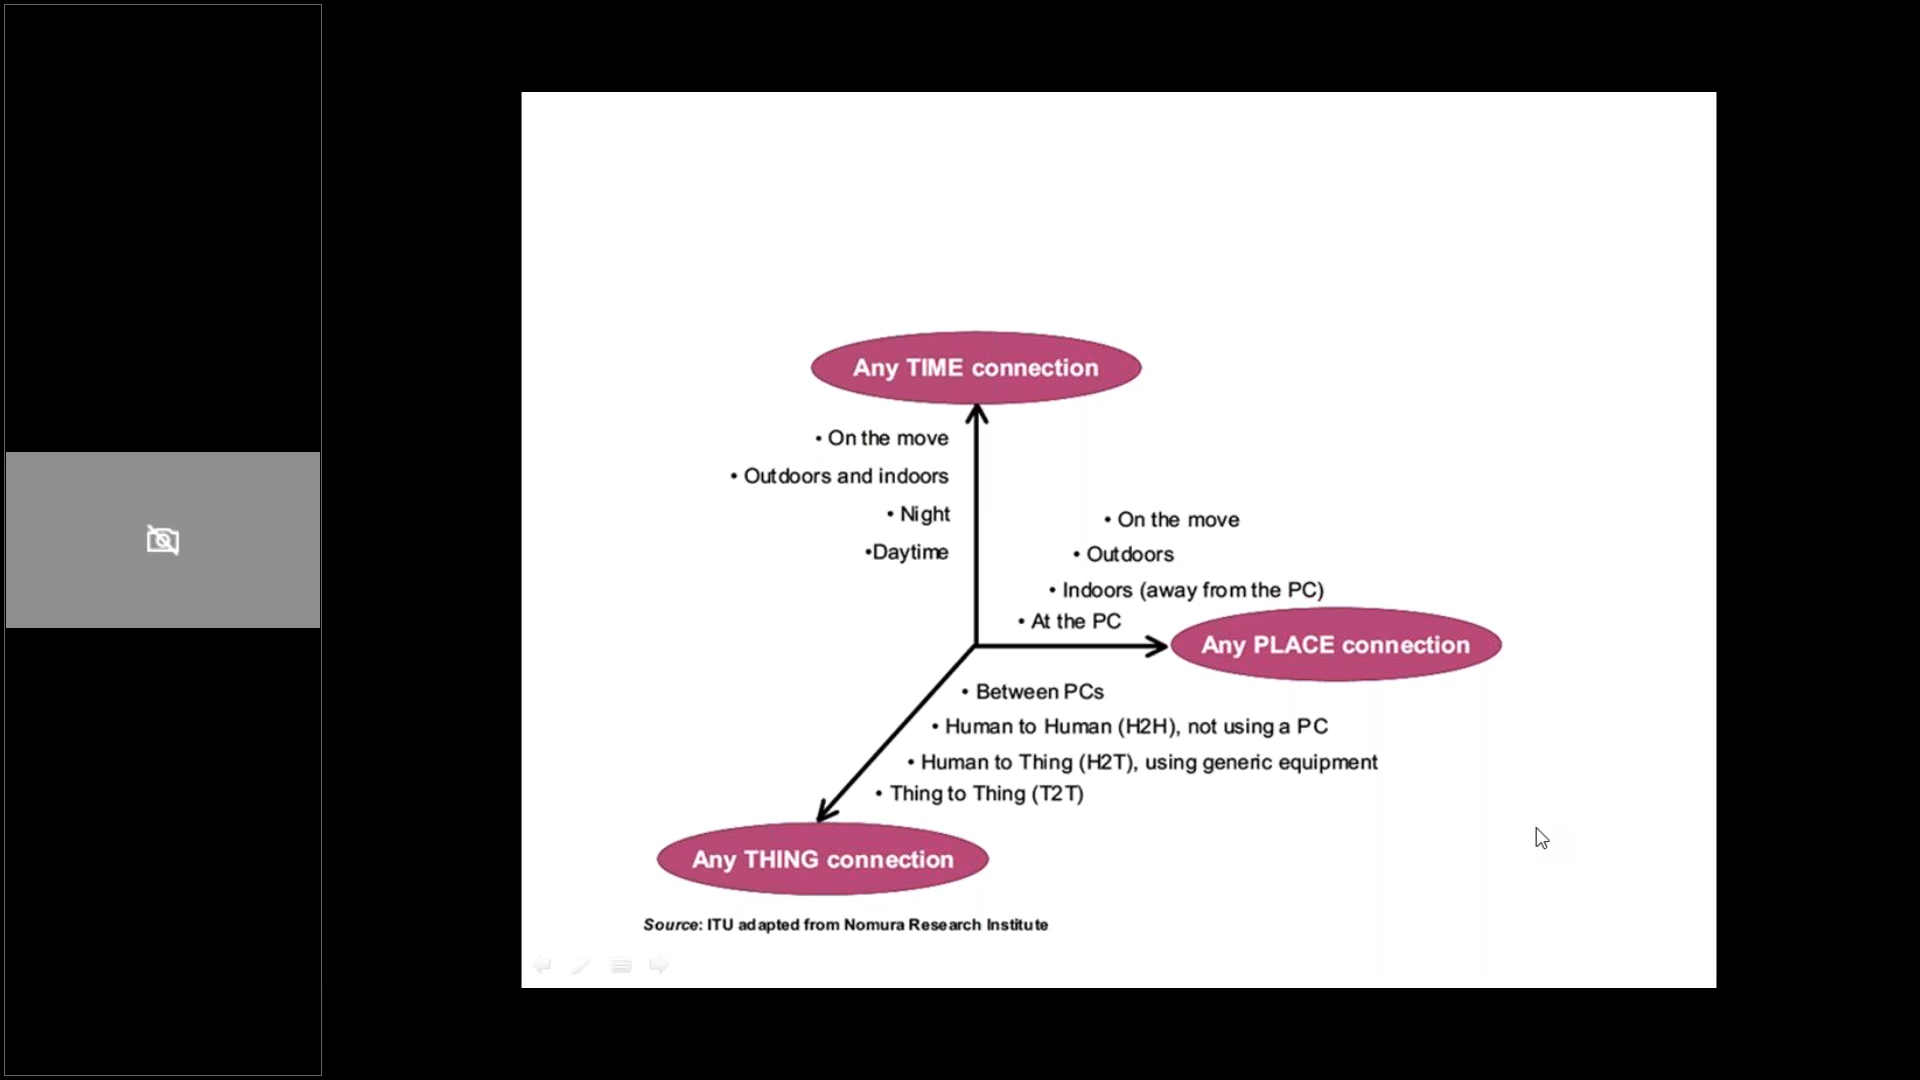 Any TIME connection
• On the move
• Outdoors and indoors
• Night
•Daytime
• On the move
• Outdoors
• Indoors (away from the PC)
• At the PC
Any PLACE connection
• Between PCs
• Human to Human (H2H), not using a PC
• Human to Thing (H2T), using generic equipment
• Thing to Thing (T2T)
Any THING connection
Source: ITU adapted from Nomura Research Institute